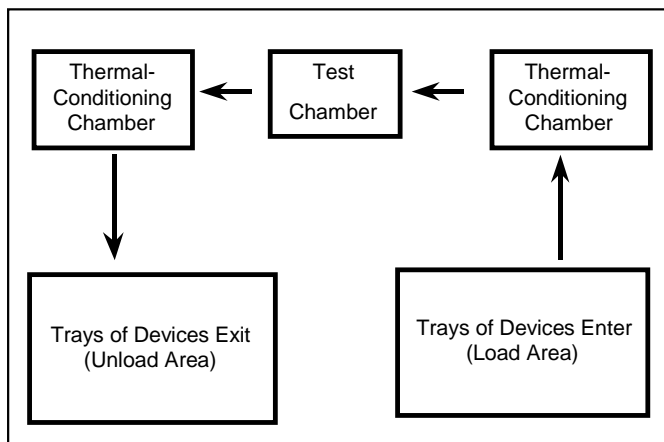 Thermal-
Conditioning
Chamber
Test
Chamber
Thermal-
Conditioning
Chamber
Trays of Devices Exit
(Unload Area)
Trays of Devices Enter
(Load Area)